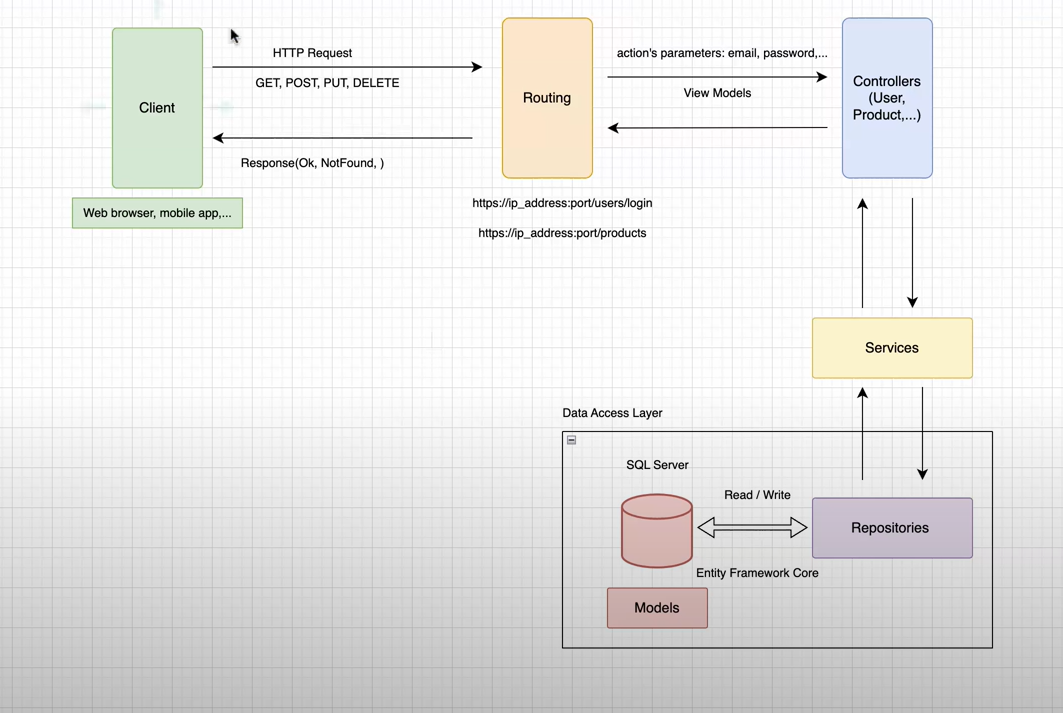 HTTP Request
GET, POST, PUT, DELETE
Client
Response(Ok, NotFound, )
Web browser, mobile app,...
Routing
https://ip_address:port/users/login
https://ip_address:port/products
action's parameters: email, password,...
View Models
Controllers
(User,
Product,...)
Services
Data Access Layer
SQL Server
Read / Write
Repositories
Entity Framework Core
Models